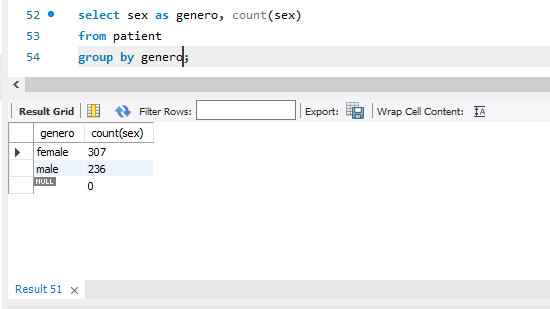 52 select sex as genero, count(sex)
53 from patient
54 group by genero;
Result Grid Filter Rows: Export: Wrap Cell Content: IA
genero count(sex)
female 307
male 236
NULL 0
Result 51